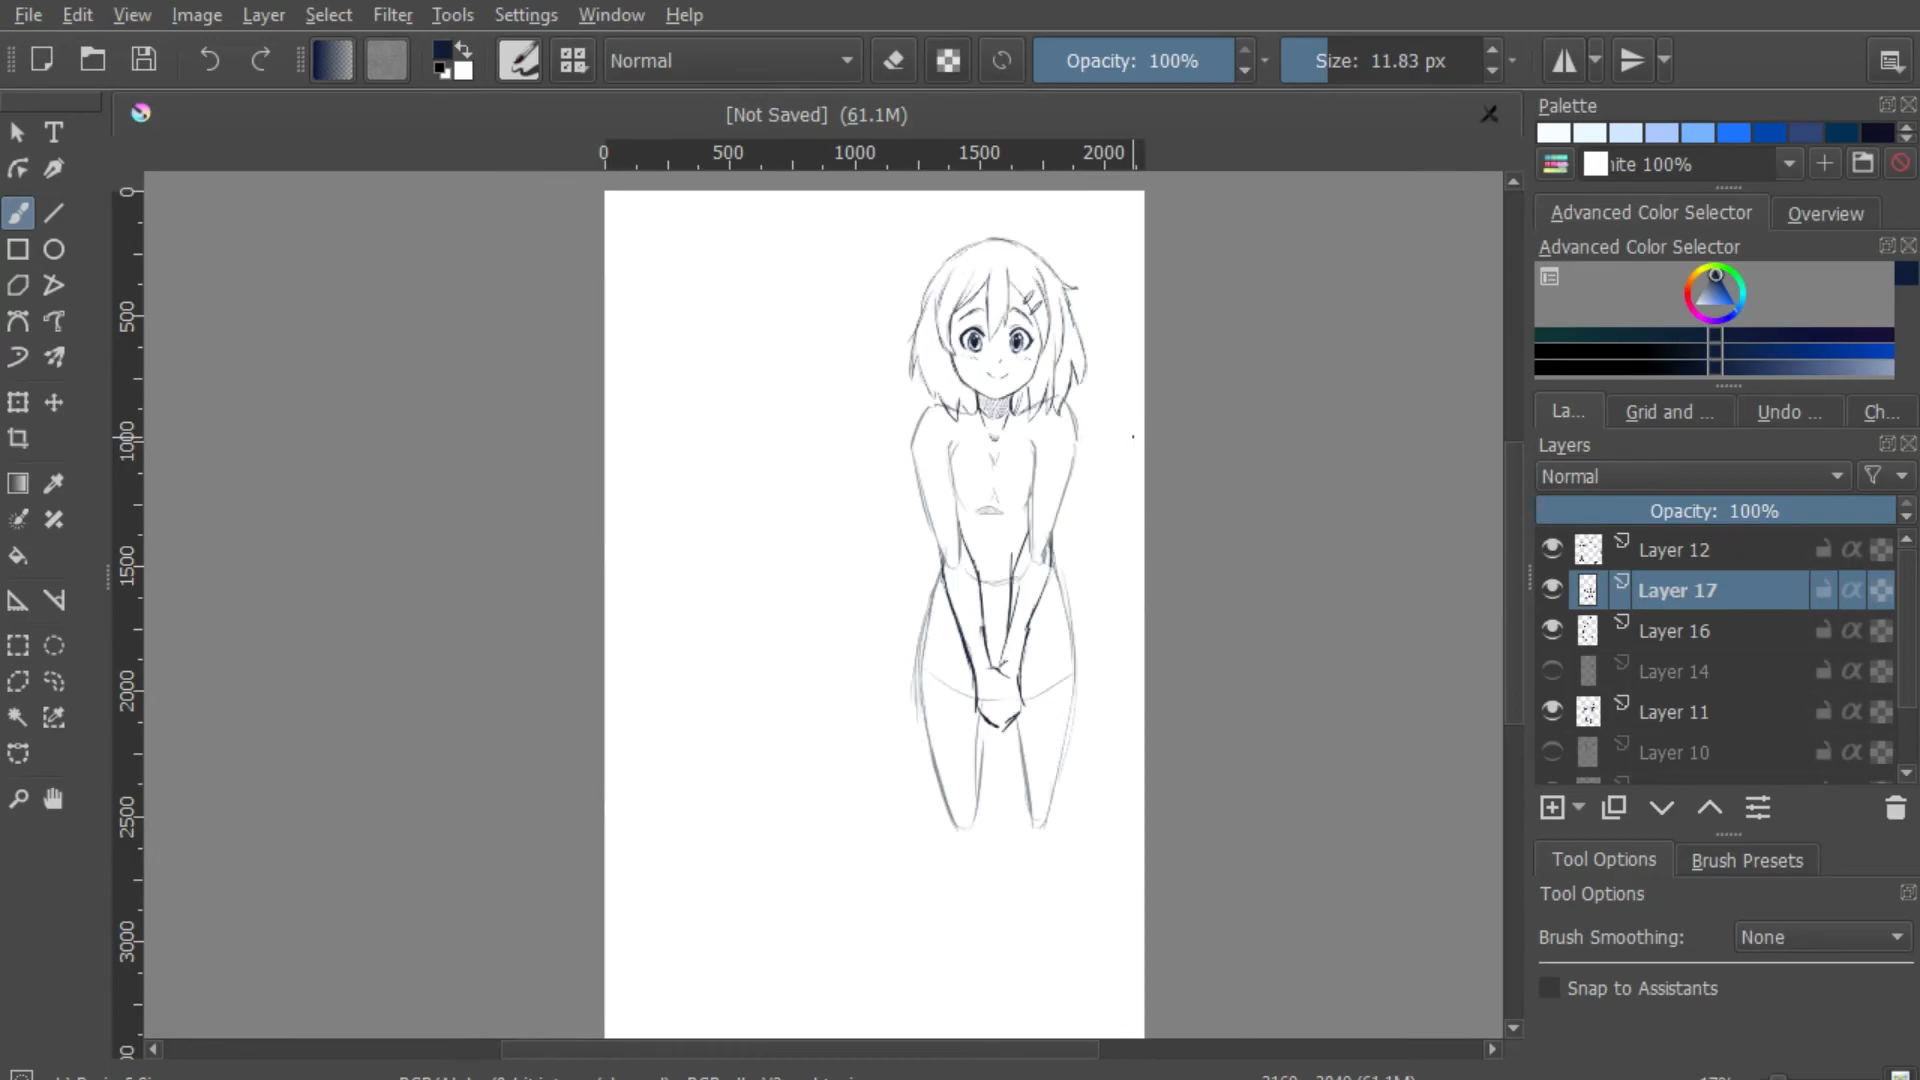 File Edit View Image Layer Select Filter Tools Settings Window Help
Normal Opacity: 100% Size: 11.83 px
[Not Saved] (61.1M)
0 500 1000 1500 2000
0
500
1000
1500
2000
2500
3000
Palette
ite 100%
Advanced Color Selector Overview
Advanced Color Selector
La... Grid and ... Undo ... Ch...
Layers
Normal
Opacity: 100%
Layer 12
Layer 17
Layer 16
Layer 14
Layer 11
Layer 10
Tool Options Brush Presets
Tool Options
Brush Smoothing: None
Snap to Assistants